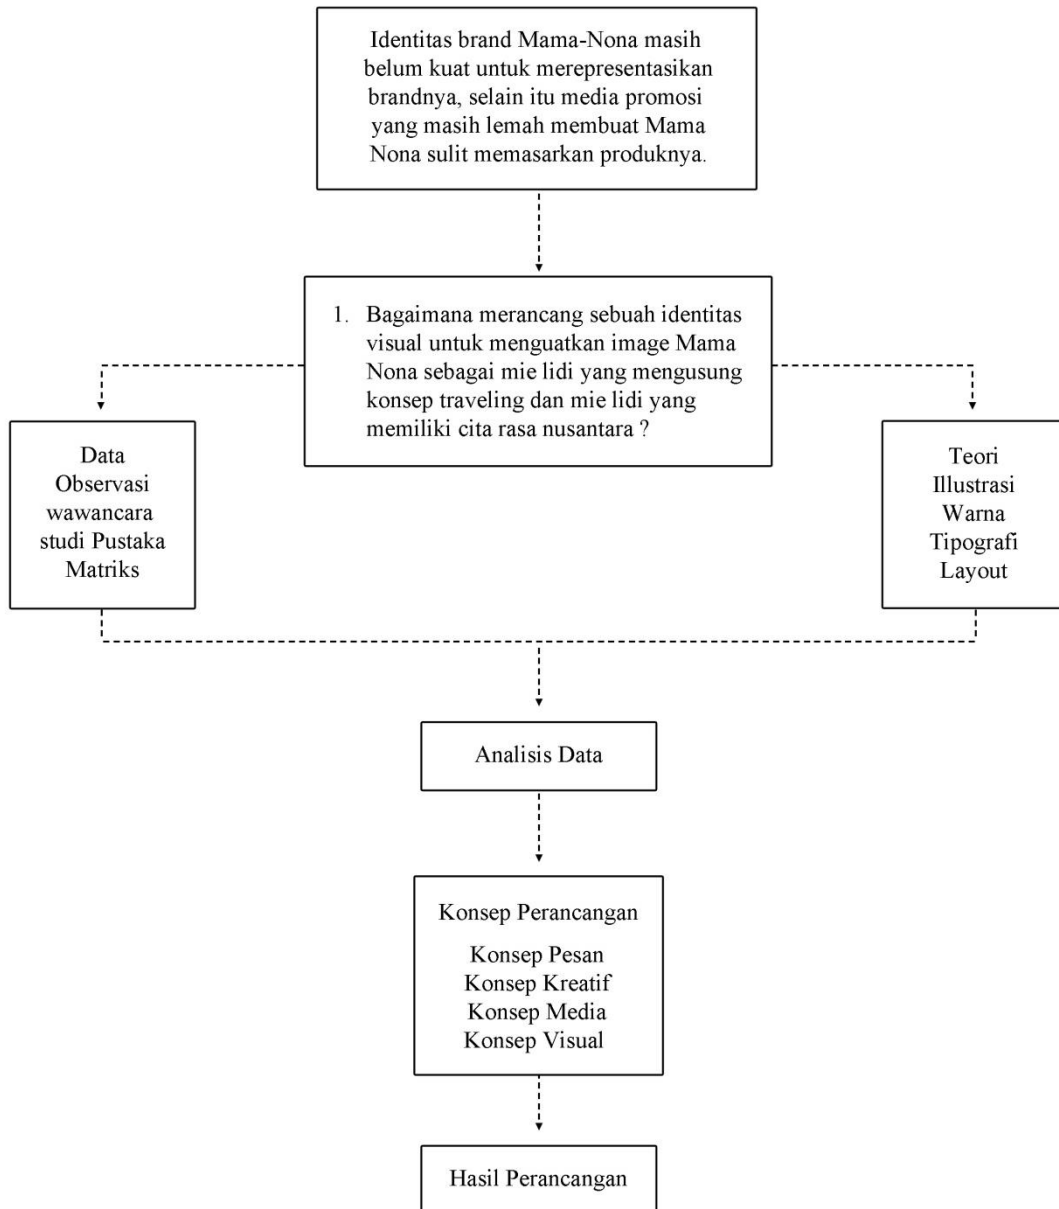 Identitas brand Mama-Nona masih
belum kuat untuk merepresentasikan
brandnya, selain itu media promosi
yang masih lemah membuat Mama
Nona sulit memasarkan produknya.
1. Bagaimana merancang sebuah identitas
visual untuk menguatkan image Mama
Nona sebagai mie lidi yang mengusung
konsep traveling dan mie lidi yang
memiliki cita rasa nusantara ?
Data
Observasi
wawancara
studi Pustaka
Matriks
Teori
Illustrasi
Warna
Tipografi
Layout
Analisis Data
Konsep Perancangan
Konsep Pesan
Konsep Kreatif
Konsep Media
Konsep Visual
Hasil Perancangan